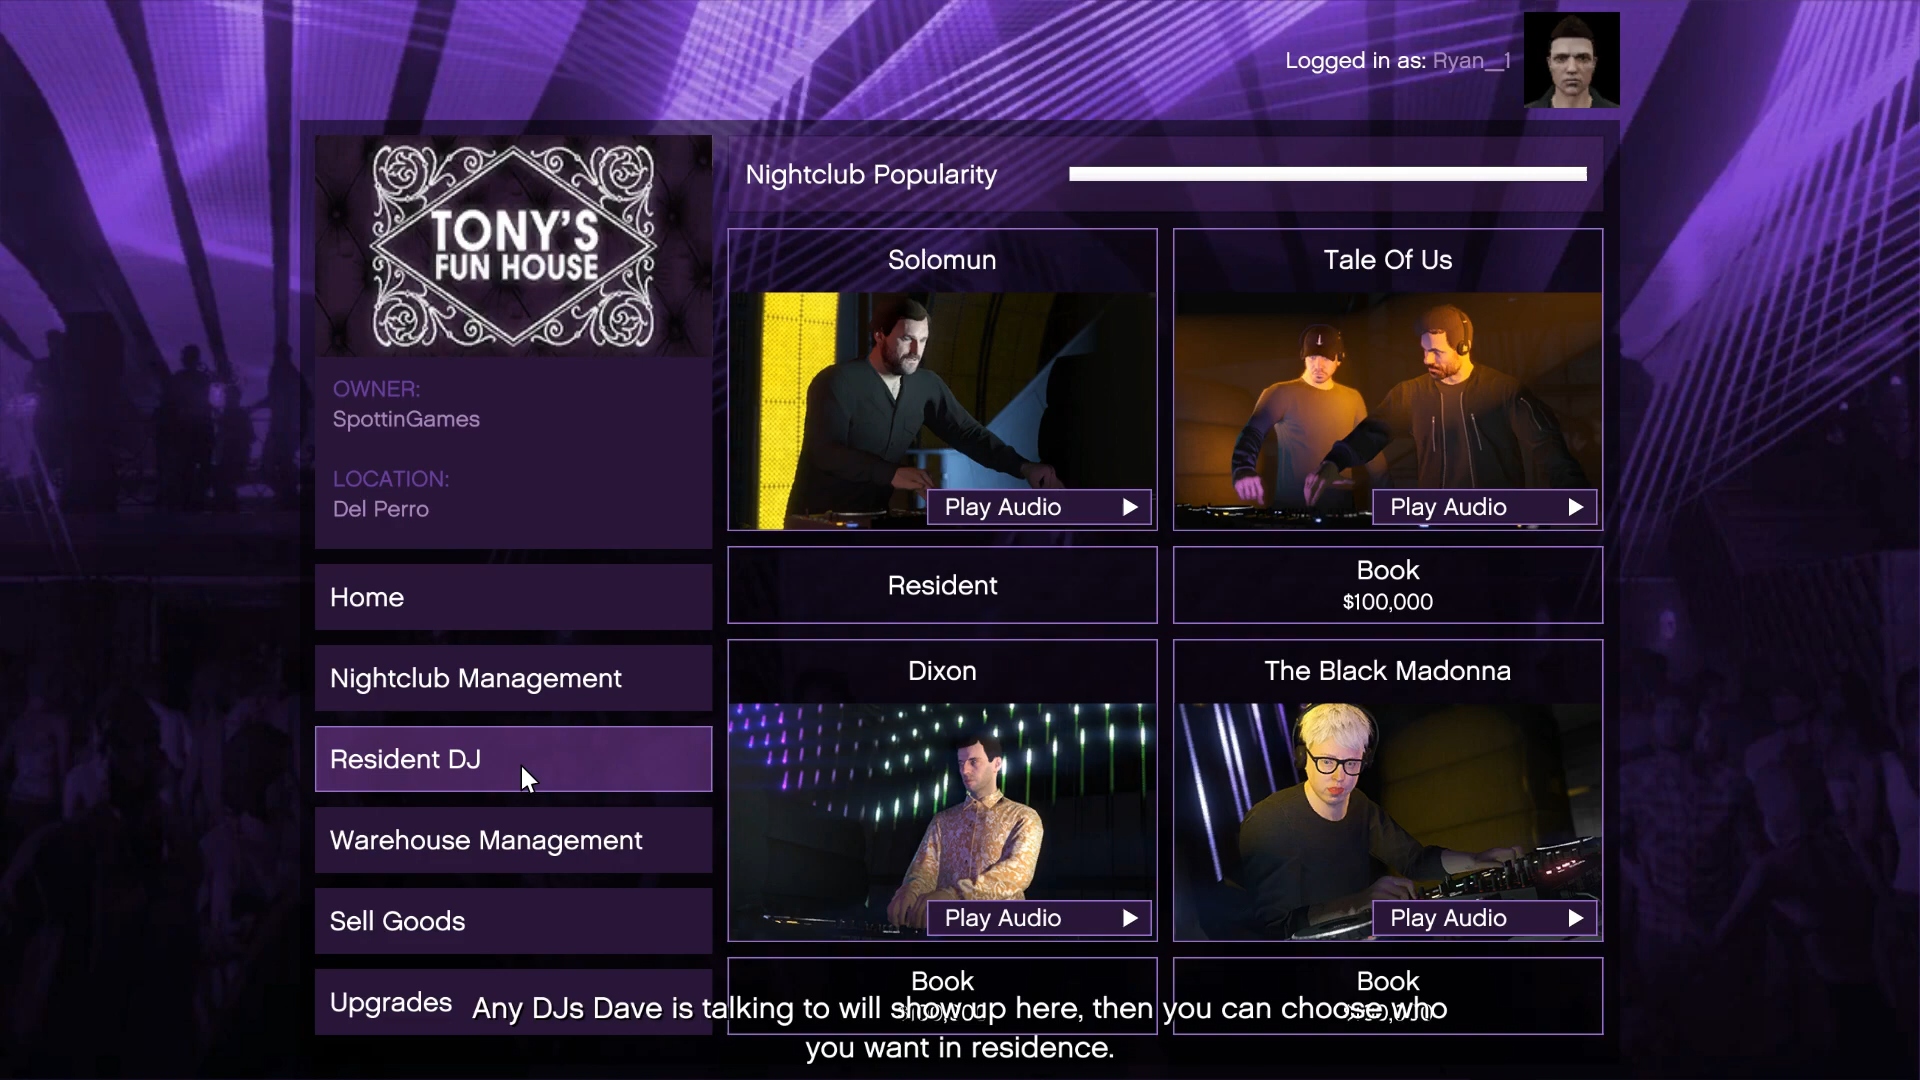 Logged in as: Ryan__1
TONY'S
FUN HOUSE
OWNER:
SpottinGames
LOCATION:
Del Perro
Home
Nightclub Management
Resident DJ
Warehouse Management
Sell Goods
Upgrades
Nightclub Popularity
Solomun
Play Audio
Resident
Tale Of Us
Play Audio
Book
$100,000
Dixon
Play Audio
Book
The Black Madonna
Play Audio
Book
Any DJs Dave is talking to will show up here, then you can choose who
you want in residence.